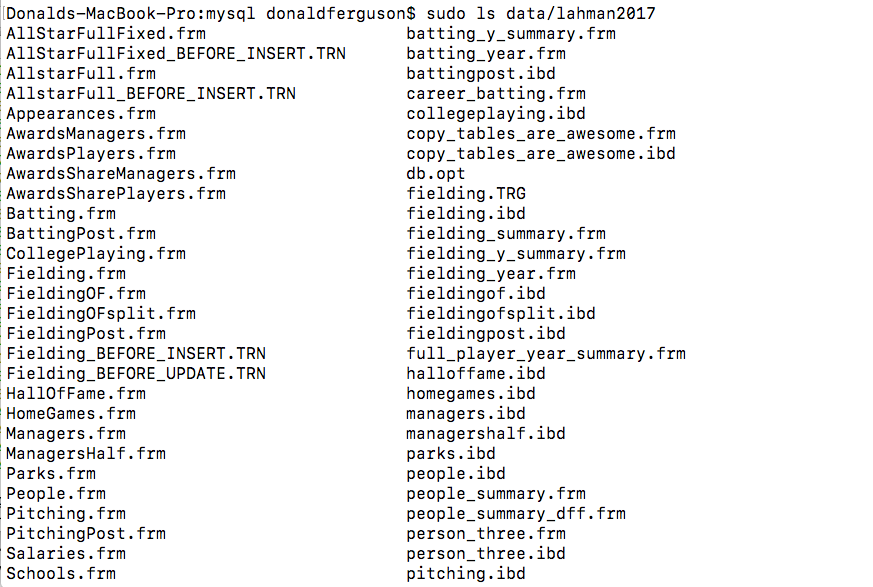 Donalds-MacBook-Pro:mysql donaldferguson$ sudo ls data/lahman2017
AllStarFullFixed.frm batting_y_summary.frm
AllStarFullFixed_BEFORE_INSERT.TRN batting_year.frm
AllstarFull.frm battingpost.ibd
AllstarFull_BEFORE_INSERT.TRN career_batting.frm
Appearances.frm collegeplaying.ibd
AwardsManagers.frm copy_tables_are_awesome.frm
AwardsPlayers.frm copy_tables_are_awesome.ibd
AwardsShareManagers.frm db.opt
AwardsSharePlayers.frm fielding.TRG
Batting.frm fielding.ibd
BattingPost.frm fielding_summary.frm
CollegePlaying.frm fielding_y_summary.frm
Fielding.frm fielding_year.frm
FieldingOF.frm fieldingof.ibd
FieldingOFsplit.frm fieldingofsplit.ibd
FieldingPost.frm fieldingpost.ibd
Fielding_BEFORE_INSERT.TRN full_player_year_summary.frm
Fielding_BEFORE_UPDATE.TRN halloffame.ibd
HallOfFame.frm homegames.ibd
HomeGames.frm managers.ibd
Managers.frm managershalf.ibd
ManagersHalf.frm parks.ibd
Parks.frm people.ibd
People.frm people_summary.frm
Pitching.frm people_summary_dff.frm
PitchingPost.frm person_three.frm
Salaries.frm person_three.ibd
Schools.frm pitching.ibd